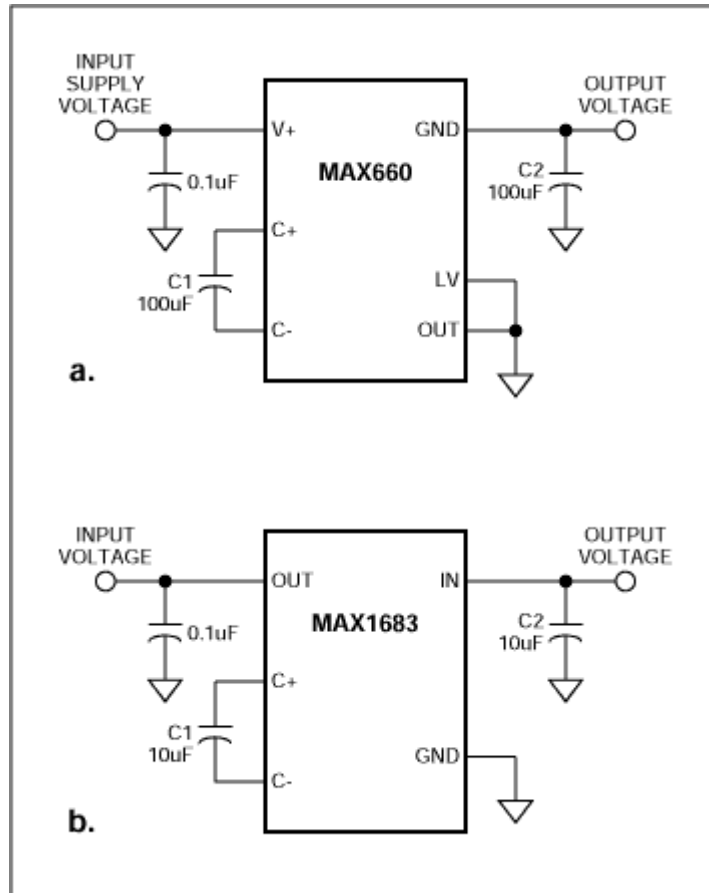 INPUT
SUPPLY
VOLTAGE
OUTPUT
VOLTAGE
V+
GND
MAX660
0.1uF
C2
100uF
C+
C1
100uF
LV
C-
OUT
a.
INPUT
VOLTAGE
OUTPUT
VOLTAGE
OUT
IN
MAX1683
0.1uF
C2
10uF
C+
C1
10uF
GND
C-
b.